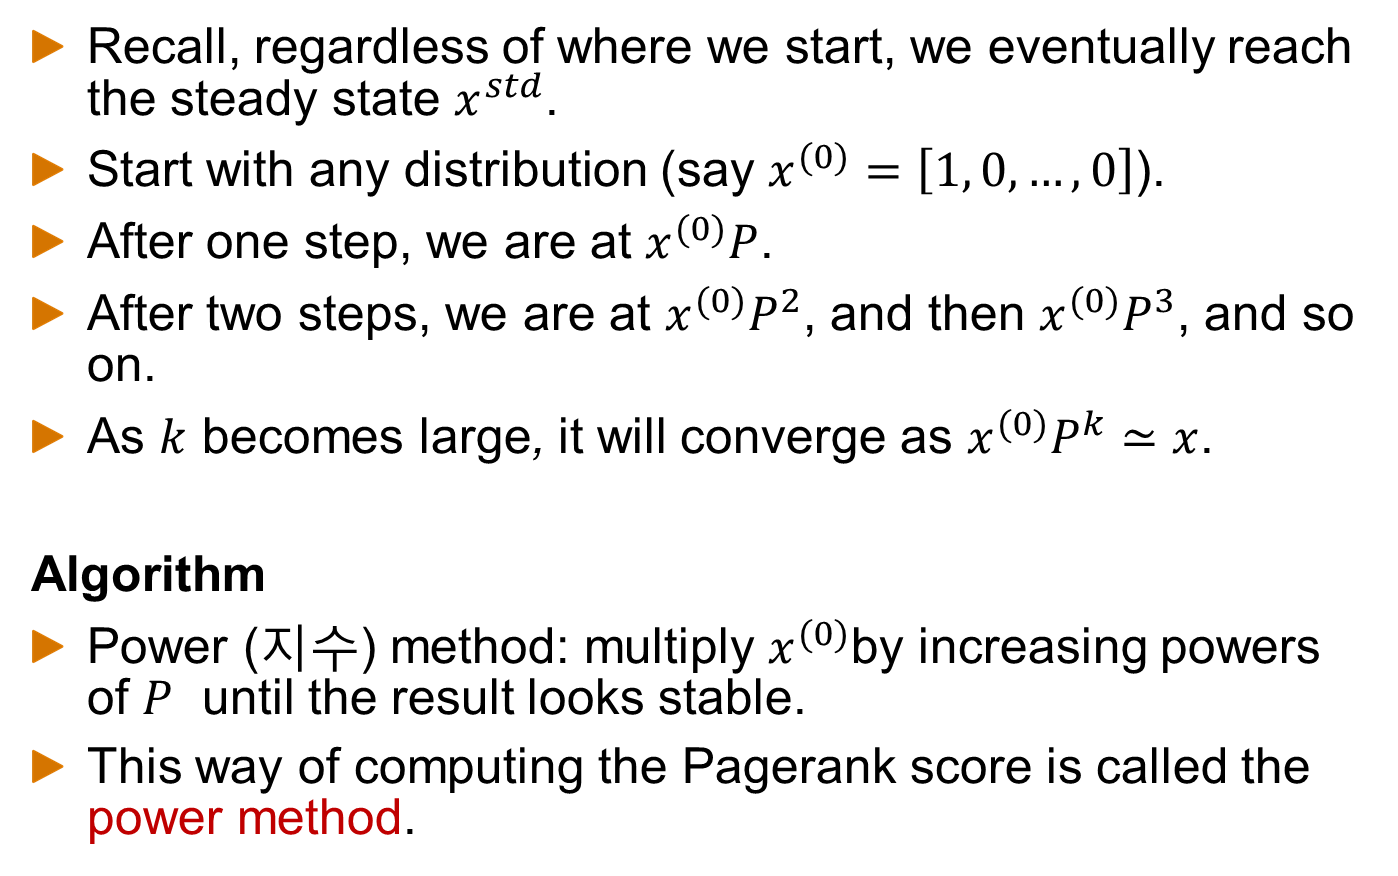 ► Recall, regardless of where we start, we eventually reach
the steady state $x^{std}$.
► Start with any distribution (say $x^{(0)} = [1, 0, \ldots, 0]$).
► After one step, we are at $x^{(0)}P$.
► After two steps, we are at $x^{(0)}P^2$, and then $x^{(0)}P^3$, and so
on.
► As $k$ becomes large, it will converge as $x^{(0)}P^k \simeq x$.
Algorithm
► Power (지수) method: multiply $x^{(0)}$by increasing powers
of $P$ until the result looks stable.
► This way of computing the Pagerank score is called the
power method.